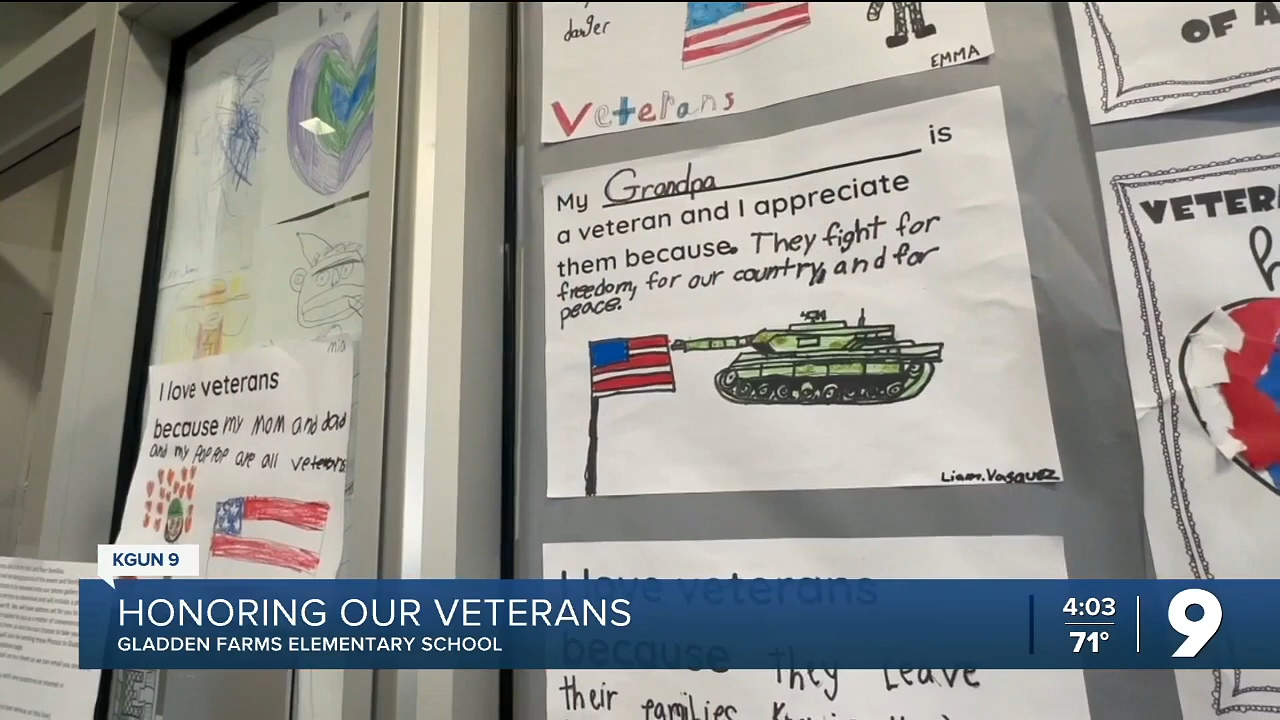 danger
EMMA
Veterans
My Grandpa is
a veteran and I appreciate
them because. They fight for
freedom, for our country, and for
peace.
Liam.Vasquez
OF A
VETER
mia
I love veterans
because my mom and dad
and my PoP PoP are all veterans
I love veterans
because they Leave
their families
KGUN 9
HONORING OUR VETERANS
GLADDEN FARMS ELEMENTARY SCHOOL
4:03
71°
9